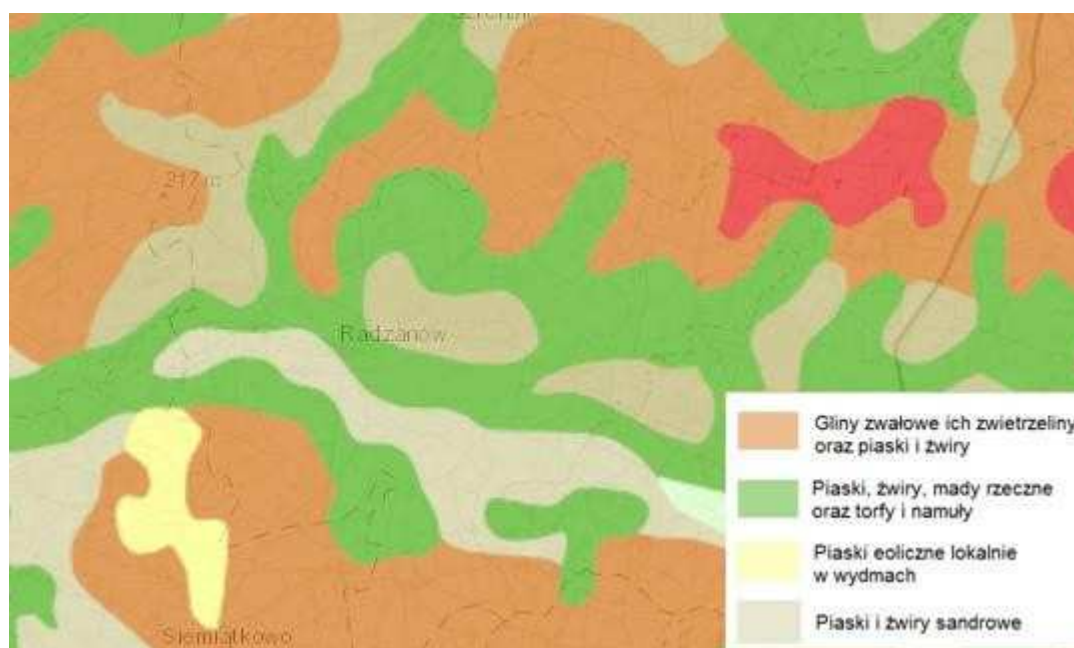 217 m
Radzanów
Siemiątkowo
Gliny zwałowe ich zwietrzeliny
oraz piaski i żwiry
Piaski, żwiry, mady rzeczne
oraz torfy i namuły
Piaski eoliczne lokalnie
w wydmach
Piaski i żwiry sandrowe